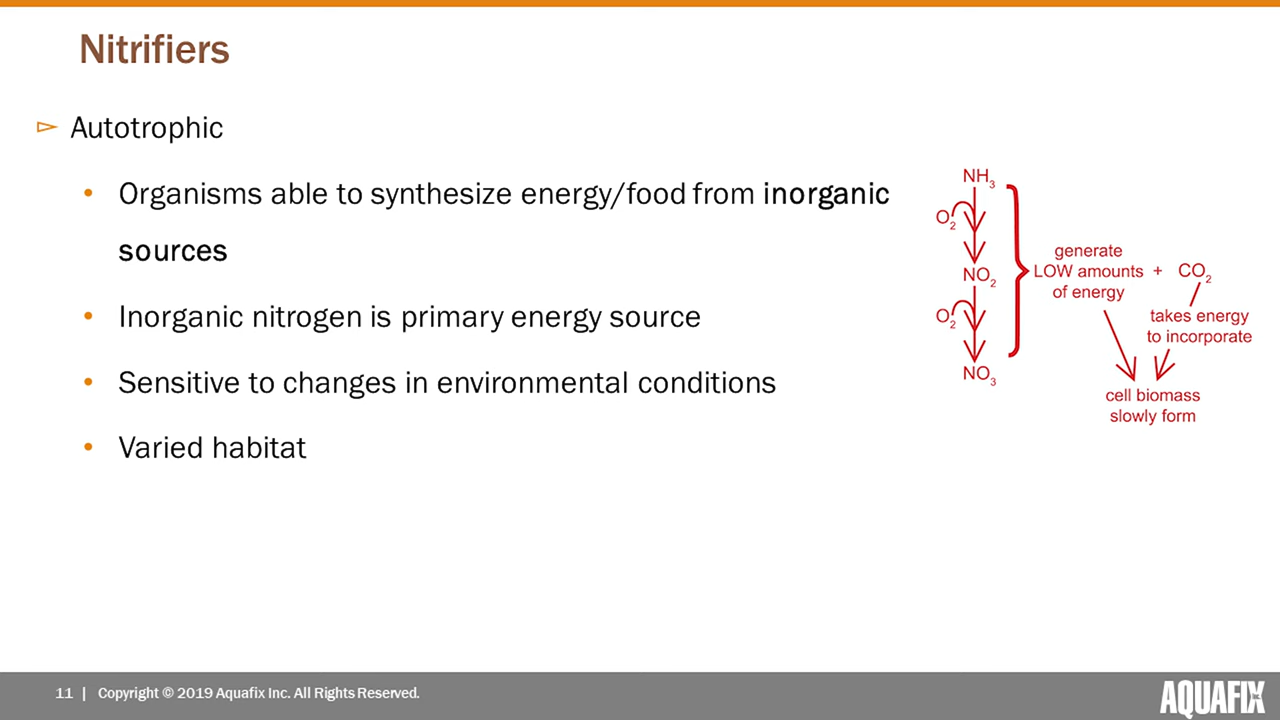 Nitrifiers
▻ Autotrophic
• Organisms able to synthesize energy/food from inorganic
sources
• Inorganic nitrogen is primary energy source
• Sensitive to changes in environmental conditions
• Varied habitat
NH3
O2
NO2
O2
NO3
generate
LOW amounts + CO2
of energy
takes energy
to incorporate
cell biomass
slowly form
11 | Copyright © 2019 Aquafix Inc. All Rights Reserved.
AQUAFIX